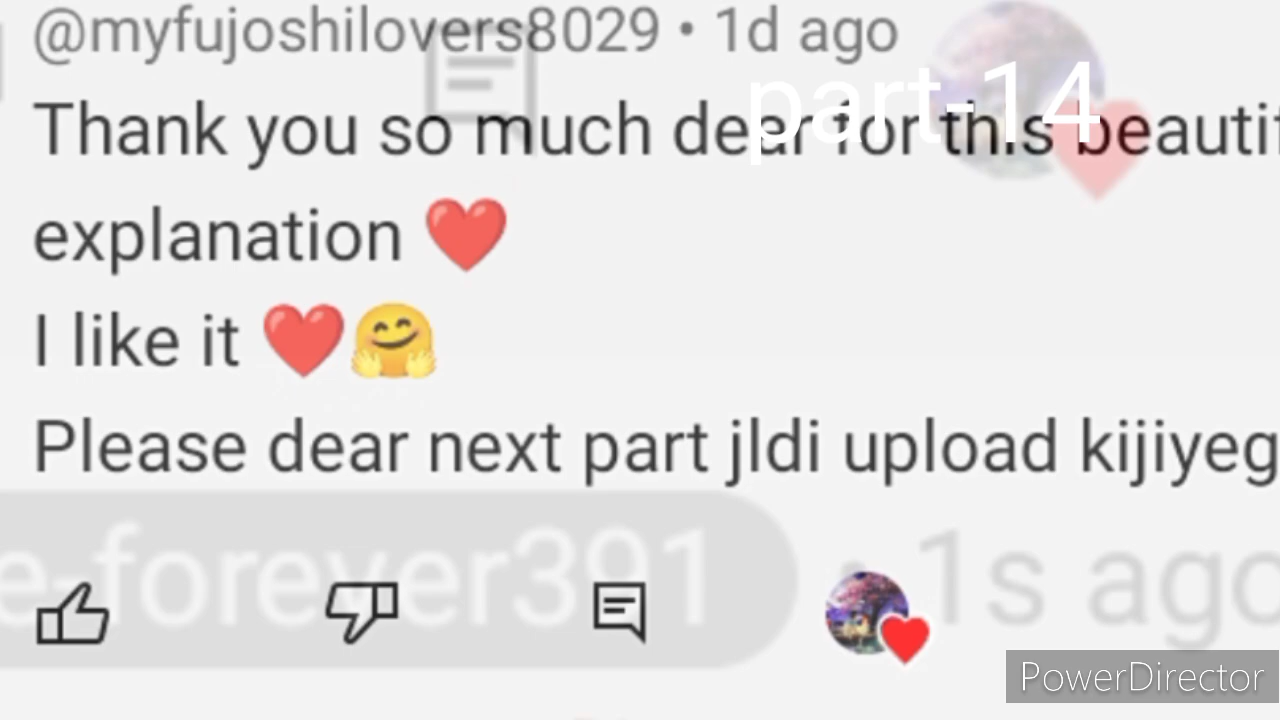 @myfujoshilovers8029 • 1d ago
part-14
Thank you so much dear for this beautif
explanation ❤️
I like it ❤️🤗
Please dear next part jldi upload kijiyeg
e-forever391 • 1s ago
PowerDirector